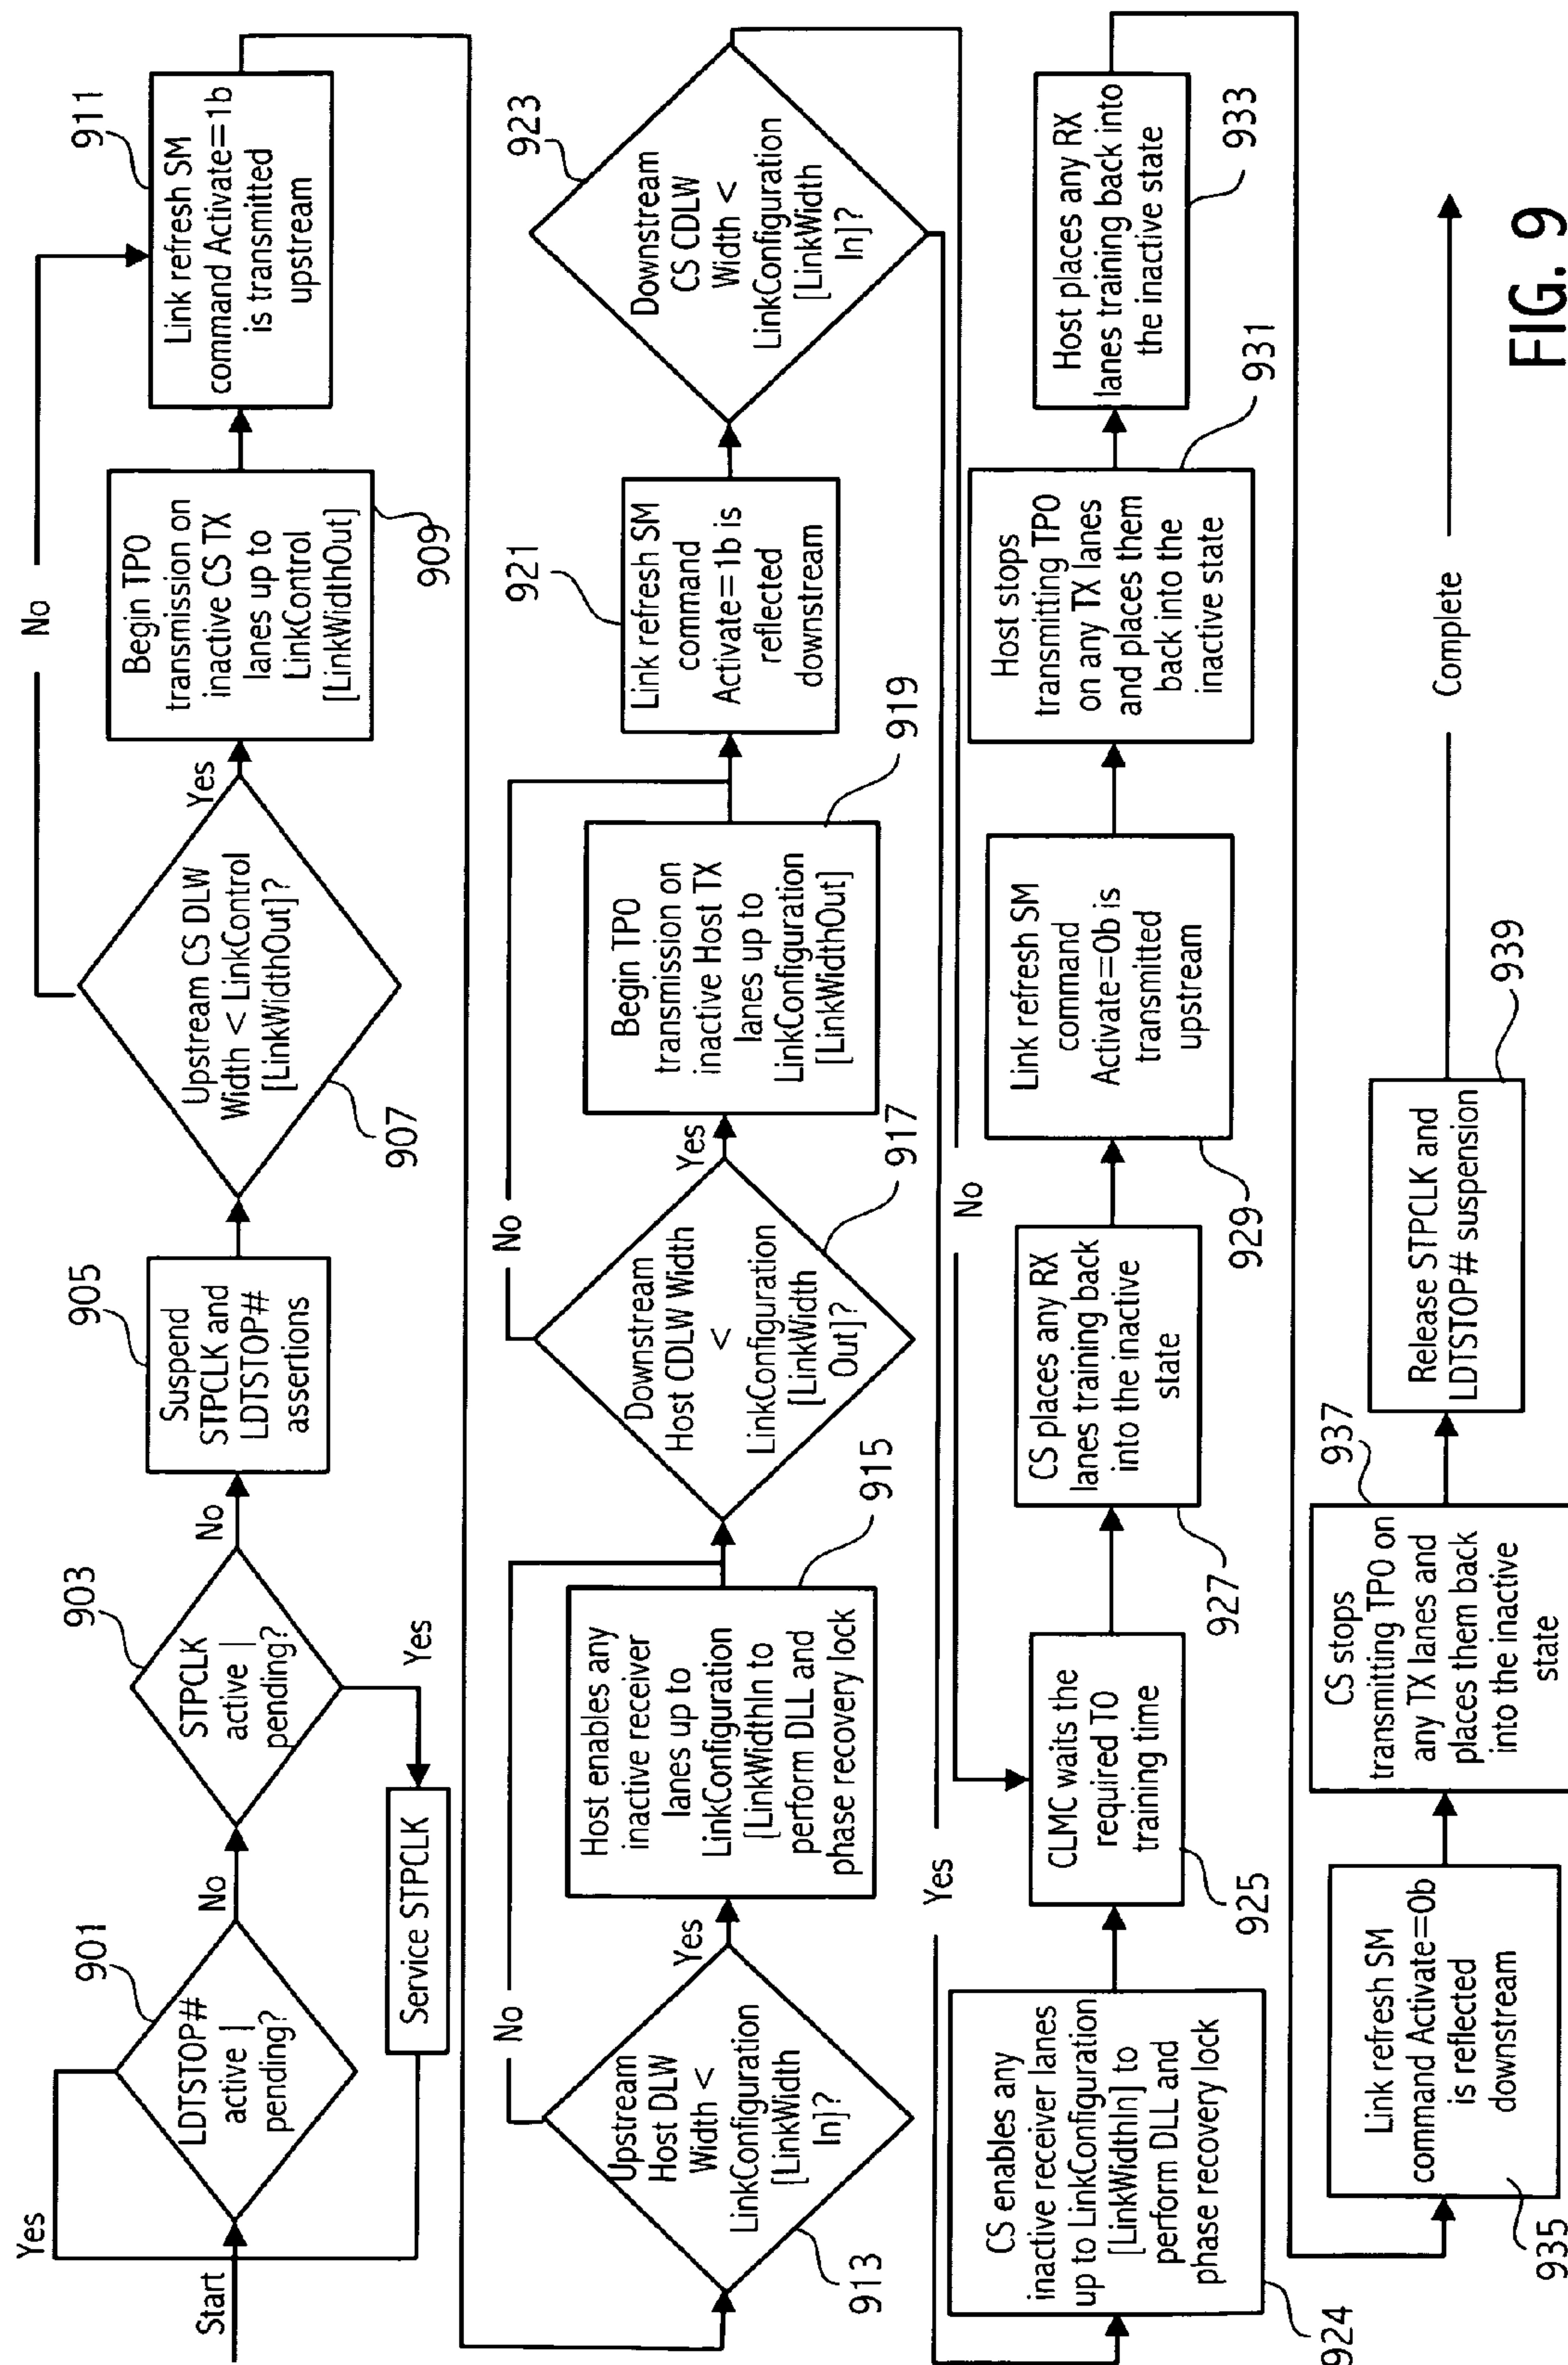 Start
Yes
901
LDTSTOP#
active |
pending?
No
903
STPCLK
active |
pending?
Yes
Service STPCLK
No
905
Suspend
STPCLK and
LDTSTOP#
assertions
907
Upstream CS DLW
Width < LinkControl
[LinkWidthOut]?
No
Yes
909
Begin TPO
transmission on
inactive CS TX
lanes up to
LinkControl
[LinkWidthOut]
911
Link refresh SM
command Activate=1b
is transmitted
upstream
913
Upstream
Host DLW
Width <
LinkConfiguration
[LinkWidth
In]?
No
Yes
915
Host enables any
inactive receiver
lanes up to
LinkConfiguration
[LinkWidthIn to
perform DLL and
phase recovery lock
917
Downstream
Host CDLW Width
<
LinkConfiguration
[LinkWidth
Out]?
No
Yes
919
Begin TPO
transmission on
inactive Host TX
lanes up to
LinkConfiguration
[LinkWidthOut]
921
Link refresh SM
command
Activate=1b is
reflected
downstream
923
Downstream
CS CDLW
Width <
LinkConfiguration
[LinkWidth
In]?
Yes
No
924
CS enables any
inactive receiver lanes
up to LinkConfiguration
[LinkWidthIn] to
perform DLL and
phase recovery lock
925
CLMC waits the
required TO
training time
927
CS places any RX
lanes training back
into the inactive
state
929
Link refresh SM
command
Activate=0b is
transmitted
upstream
931
Host stops
transmitting TPO
on any TX lanes
and places them
back into the
inactive state
933
Host places any RX
lanes training back into
the inactive state
935
Link refresh SM
command Activate=0b
is reflected
downstream
937
CS stops
transmitting TPO on
any TX lanes and
places them back
into the inactive
state
939
Release STPCLK and
LDTSTOP# suspension
Complete
FIG. 9